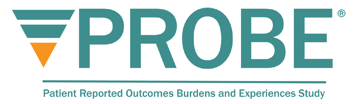 PROBE®
Patient Reported Outcomes Burdens and Experiences Study